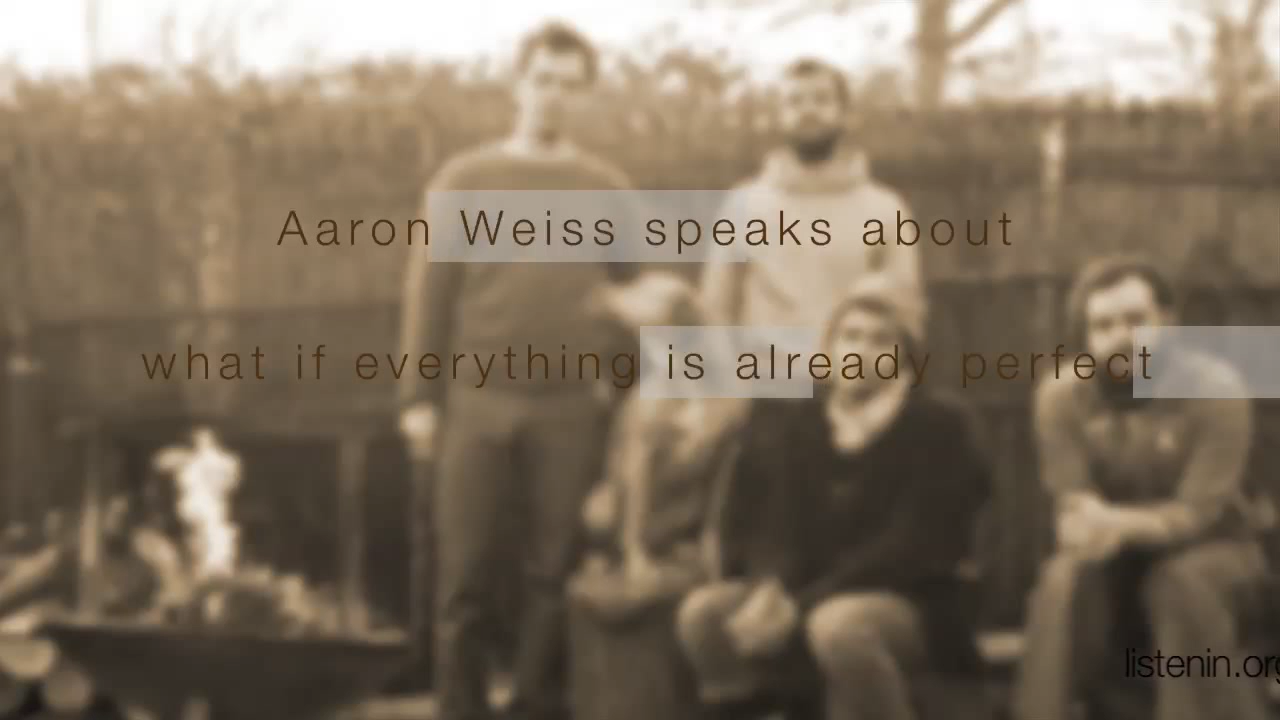 Aaron Weiss speaks about
what if everything is already perfect
listenin.org